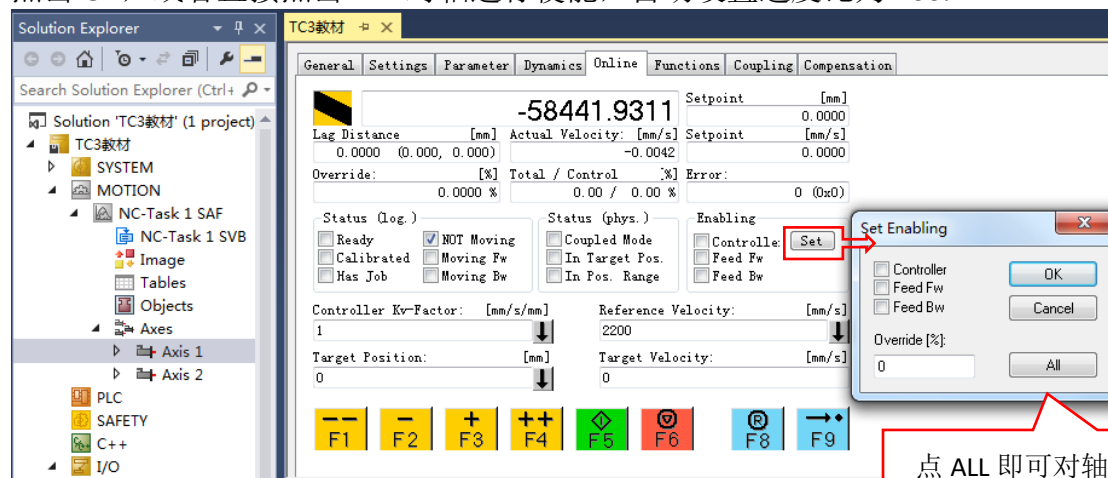 Solution Explorer
Search Solution Explorer (Ctrl+
Solution 'TC3教材' (1 project)
TC3教材
SYSTEM
MOTION
NC-Task 1 SAF
NC-Task 1 SVB
Image
Tables
Objects
Axes
Axis 1
Axis 2
PLC
SAFETY
C++
I/O
TC3教材
General Settings Parameter Dynamics Online Functions Coupling Compensation
-58441.9311
Setpoint [mm]
0.0000
Lag Distance [mm] Actual Velocity: [mm/s] Setpoint [mm/s]
0.0000 (0.000, 0.000) -0.0042 0.0000
Override: [%] Total / Control [%] Error:
0.0000 % 0.00 / 0.00 % 0 (0x0)
Status (log.) Status (phys.) Enabling
Ready NOT Moving Coupled Mode Controlle: Set
Calibrated Moving Fw In Target Pos. Feed Fw
Has Job Moving Bw In Pos. Range Feed Bw
Controller Kv-Factor: [mm/s/mm] Reference Velocity: [mm/s]
1 2200
Target Position: [mm] Target Velocity: [mm/s]
0 0
-- - + ++ R
F1 F2 F3 F4 F5 F6 F8 F9
Set Enabling
Controller OK
Feed Fw
Feed Bw Cancel
Override [%]:
0 All
点 ALL 即可对轴